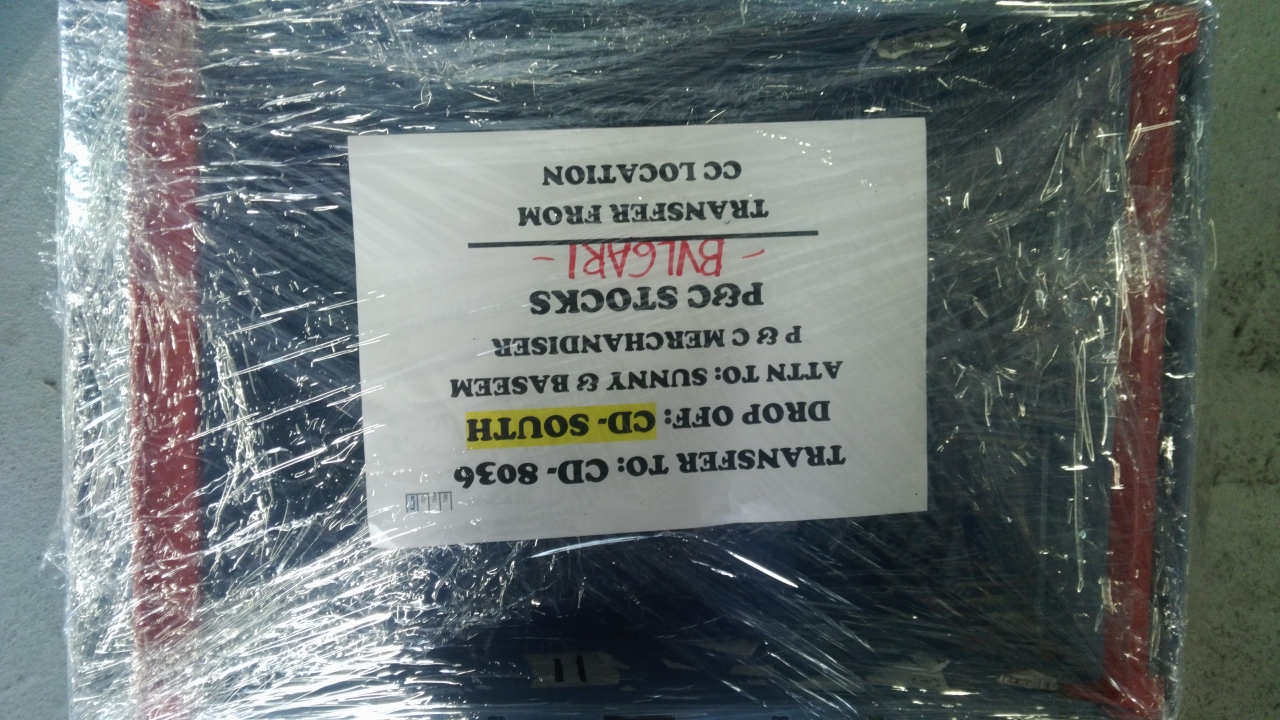 TRANSFER TO: CD- 8036
DROP OFF: CD- SOUTH
ATTN TO: SUNNY & BASEEM
P & C MERCHANDISER
P&C STOCKS
- BVLGARI -
TRANSFER FROM
CC LOCATION
11